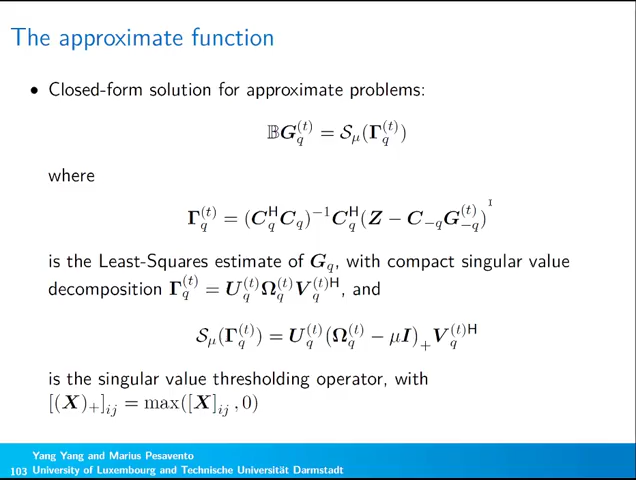 The approximate function
• Closed-form solution for approximate problems:
𝔹G_q^{(t)} = S_μ(Γ_q^{(t)})
where
Γ_q^{(t)} = (C_q^H C_q)^{-1} C_q^H (Z − C_{−q} G_{−q}^{(t)})
is the Least-Squares estimate of G_q, with compact singular value
decomposition Γ_q^{(t)} = U_q^{(t)} Ω_q^{(t)} V_q^{(t)H}, and
S_μ(Γ_q^{(t)}) = U_q^{(t)} (Ω_q^{(t)} − μI)_+ V_q^{(t)H}
is the singular value thresholding operator, with
[(X)_+]_{ij} = max([X]_{ij}, 0)
Yang Yang and Marius Pesavento
103 University of Luxembourg and Technische Universität Darmstadt